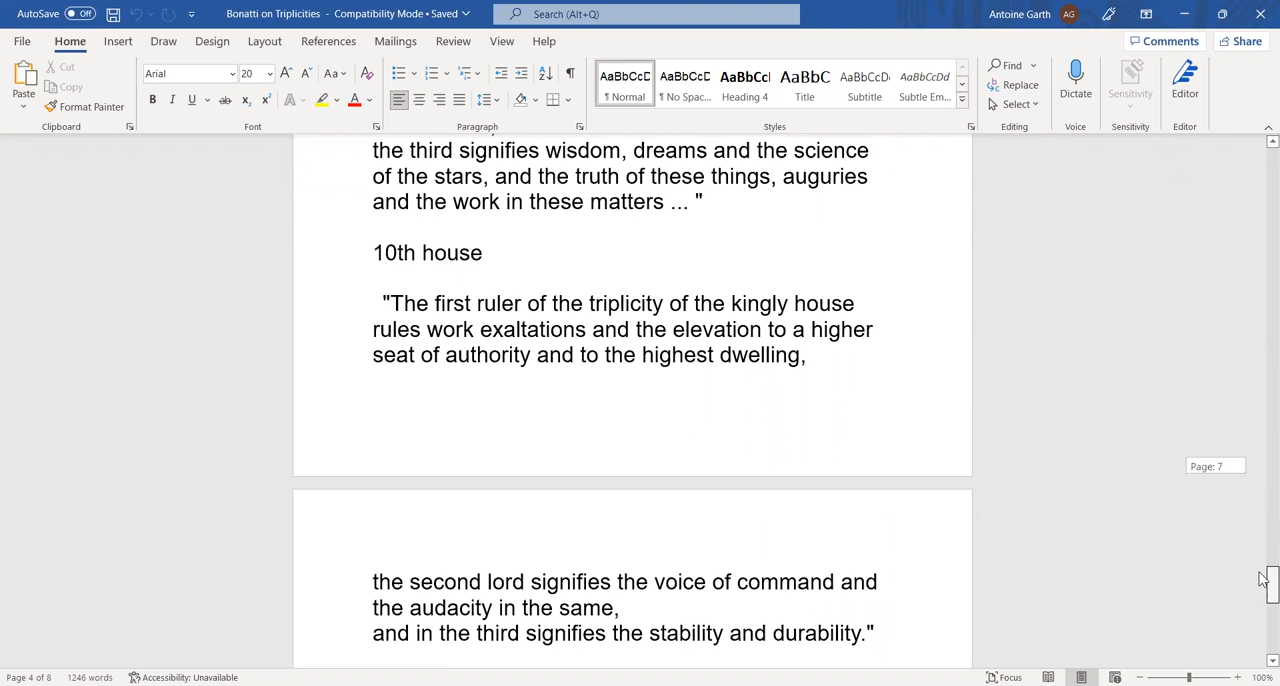 AutoSave Off Bonatti on Triplicities - Compatibility Mode • Saved Search (Alt+Q) Antoine Garth AG
File Home Insert Draw Design Layout References Mailings Review View Help Comments Share
Paste Cut Copy Format Painter Clipboard
Arial 20 Aa B I U ab x₂ x² A A Font
Paragraph
AaBbCcD AaBbCcD AaBbCcI AaBbC AaBbCcD AaBbCcDd
¶ Normal ¶ No Spac... Heading 4 Title Subtitle Subtle Em... Styles
Find Replace Select Editing
Dictate Voice Sensitivity Sensitivity Editor Editor
the third signifies wisdom, dreams and the science
of the stars, and the truth of these things, auguries
and the work in these matters ... "
10th house
"The first ruler of the triplicity of the kingly house
rules work exaltations and the elevation to a higher
seat of authority and to the highest dwelling,
Page: 7
the second lord signifies the voice of command and
the audacity in the same,
and in the third signifies the stability and durability."
Page 4 of 8 1246 words Accessibility: Unavailable Focus 100%